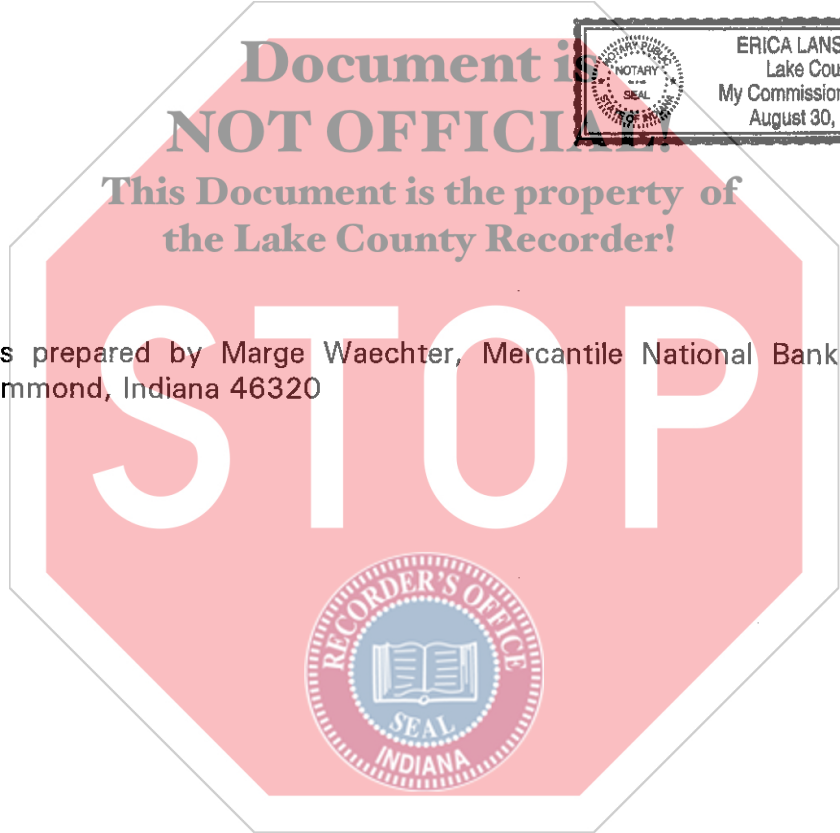 Document is
NOT OFFICIAL!
This Document is the property of
the Lake County Recorder!
NOTARY PUBLIC
NOTARY
SEAL
STATE OF INDIANA
ERICA LANS
Lake Cou
My Commission
August 30,
s prepared by Marge Waechter, Mercantile National Bank
mmond, Indiana 46320
STOP
RECORDER'S OFFICE
SEAL
INDIANA